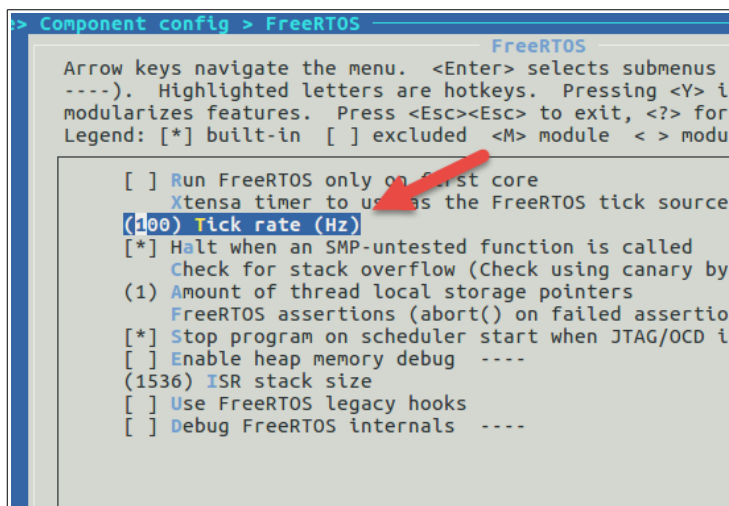 > Component config > FreeRTOS
FreeRTOS
Arrow keys navigate the menu. <Enter> selects submenus
----). Highlighted letters are hotkeys. Pressing <Y> i
modularizes features. Press <Esc><Esc> to exit, <?> for
Legend: [*] built-in [ ] excluded <M> module < > modu
[ ] Run FreeRTOS only on first core
Xtensa timer to use as the FreeRTOS tick source
(100) Tick rate (Hz)
[*] Halt when an SMP-untested function is called
Check for stack overflow (Check using canary by
(1) Amount of thread local storage pointers
FreeRTOS assertions (abort() on failed assertio
[*] Stop program on scheduler start when JTAG/OCD i
[ ] Enable heap memory debug ----
(1536) ISR stack size
[ ] Use FreeRTOS legacy hooks
[ ] Debug FreeRTOS internals ----